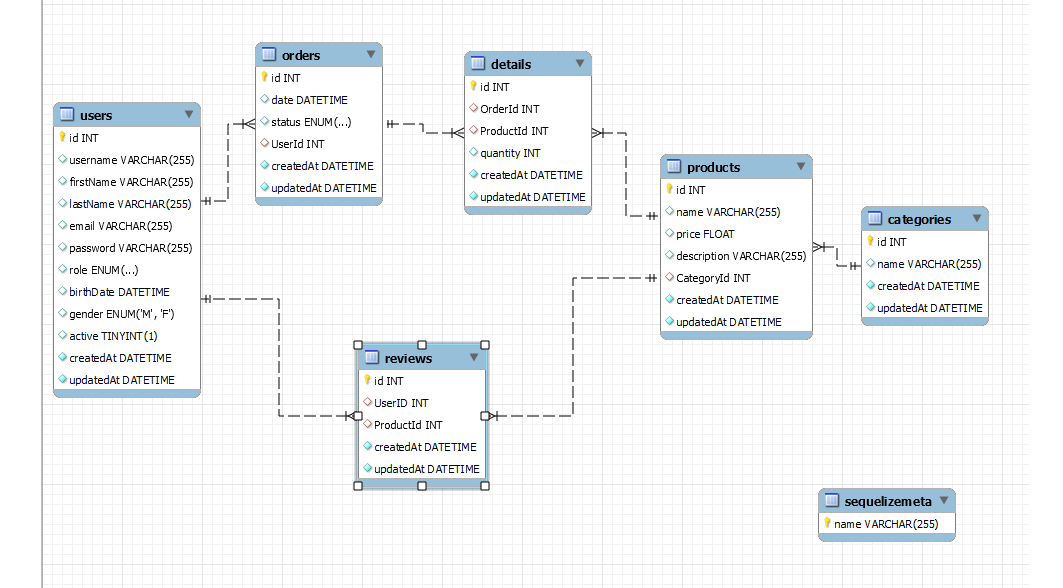 users
id INT
username VARCHAR(255)
firstName VARCHAR(255)
lastName VARCHAR(255)
email VARCHAR(255)
password VARCHAR(255)
role ENUM(...)
birthDate DATETIME
gender ENUM('M', 'F')
active TINYINT(1)
createdAt DATETIME
updatedAt DATETIME
orders
id INT
date DATETIME
status ENUM(...)
UserId INT
createdAt DATETIME
updatedAt DATETIME
details
id INT
OrderId INT
ProductId INT
quantity INT
createdAt DATETIME
updatedAt DATETIME
products
id INT
name VARCHAR(255)
price FLOAT
description VARCHAR(255)
CategoryId INT
createdAt DATETIME
updatedAt DATETIME
categories
id INT
name VARCHAR(255)
createdAt DATETIME
updatedAt DATETIME
reviews
id INT
UserID INT
ProductId INT
createdAt DATETIME
updatedAt DATETIME
sequelizemeta
name VARCHAR(255)